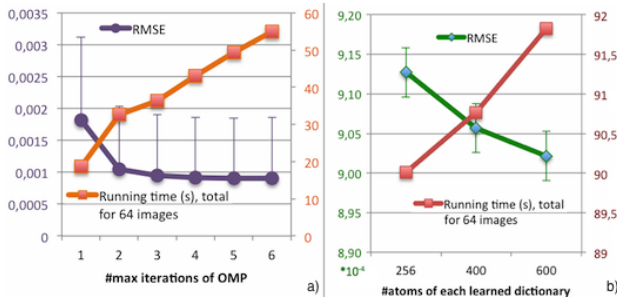 0,0035
0,003
0,0025
0,002
0,0015
0,001
0,0005
0
RMSE
Running time (s), total
for 64 images
60
50
40
30
20
10
0
1 2 3 4 5 6
#max iterations of OMP
a)
9,20
9,15
9,10
9,05
9,00
8,95
8,90
*10⁻⁴
RMSE
Running time (s), total
for 64 images
92
91,5
91
90,5
90
89,5
89
256 400 600
#atoms of each learned dictionary
b)